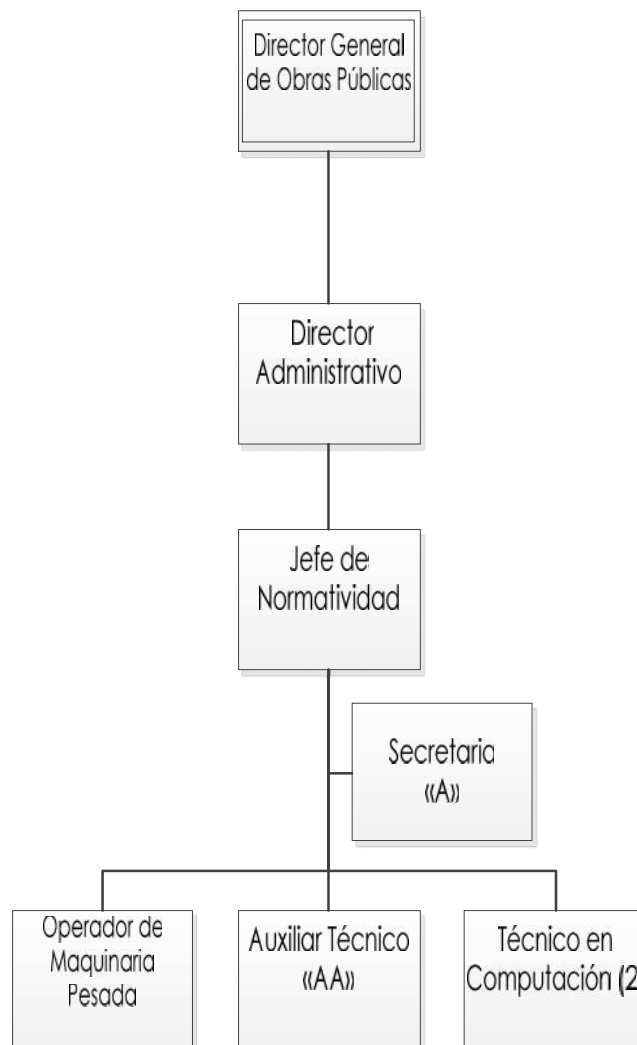 Director General
de Obras Públicas
Director
Administrativo
Jefe de
Normatividad
Secretaria
«A»
Operador de
Maquinaria
Pesada
Auxiliar Técnico
«AA»
Técnico en
Computación (2